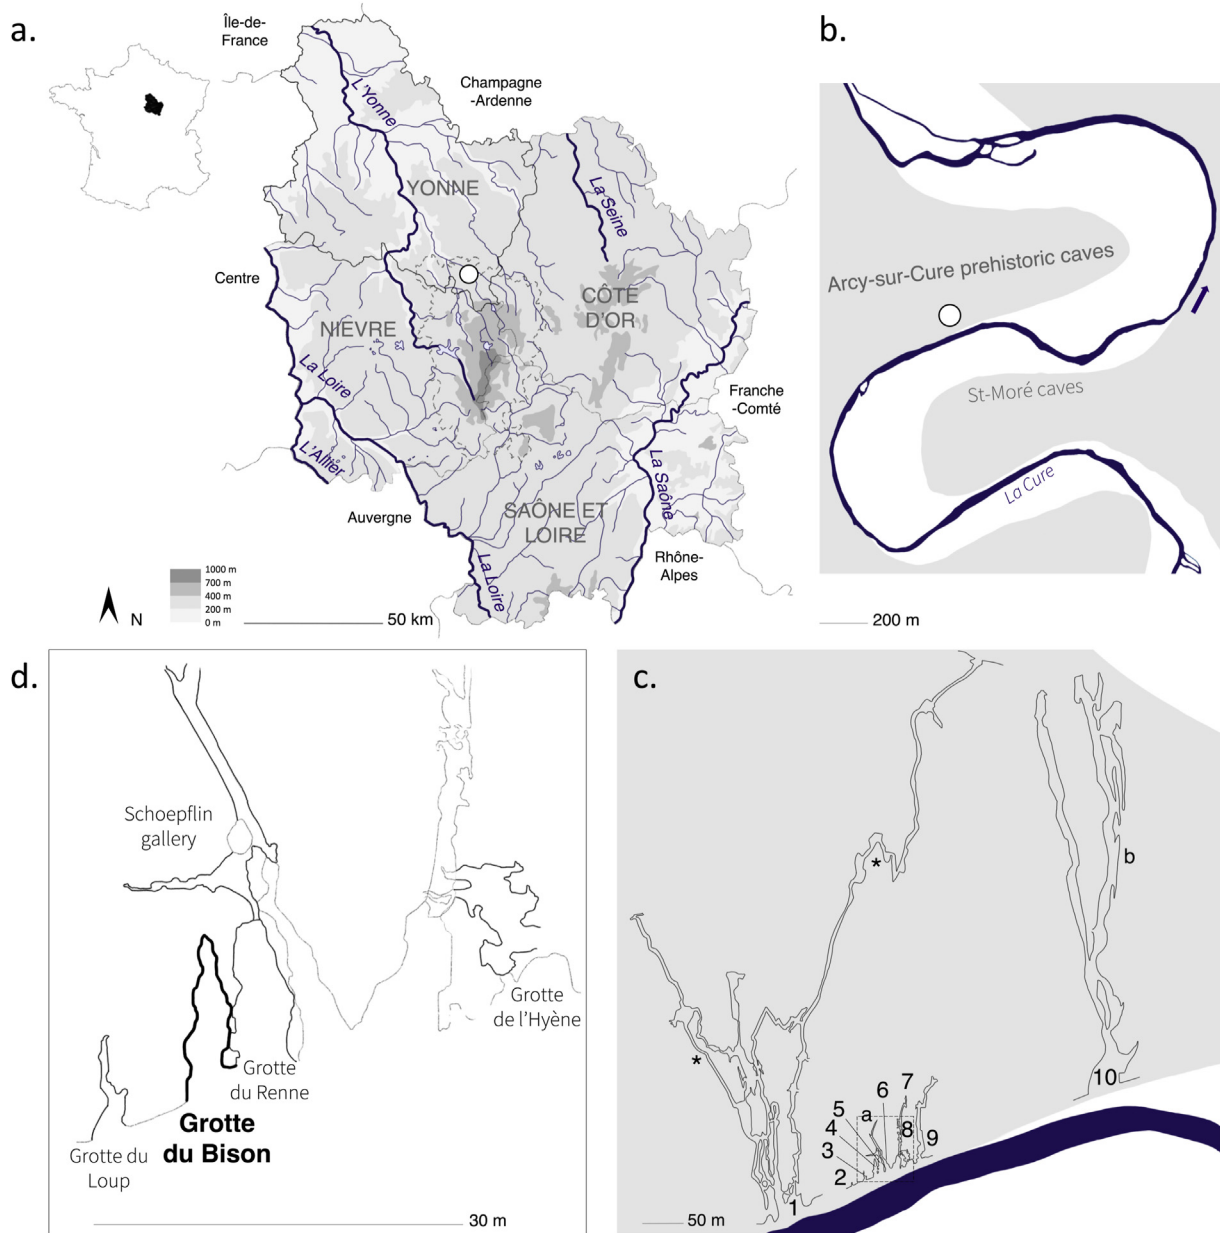 a.
Île-de-
France
Champagne
-Ardenne
L'Yonne
YONNE
La Seine
Centre
CÔTE
D'OR
NIÈVRE
La Loire
Franche
-Comté
L'Allier
La Saône
Auvergne
SAÔNE ET
LOIRE
La Loire
Rhône-
Alpes
1000 m
700 m
400 m
200 m
0 m
N
50 km
b.
Arcy-sur-Cure prehistoric caves
St-Moré caves
La Cure
200 m
d.
Schoepflin
gallery
Grotte
de l'Hyène
Grotte
du Renne
Grotte
du Bison
Grotte du
Loup
30 m
c.
*
*
b
10
7
6
5
a
4
8
3
9
2
1
50 m